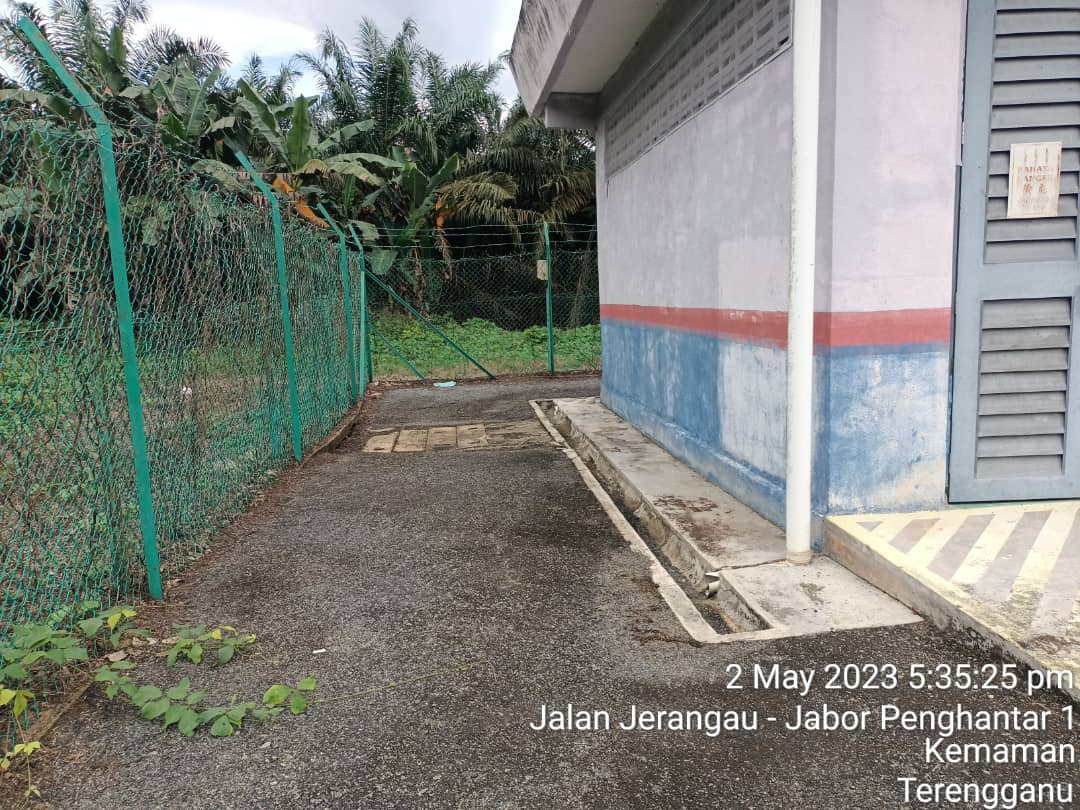 2 May 2023 5:35:25 pm
Jalan Jerangau - Jabor Penghantar 1
Kemaman
Terengganu